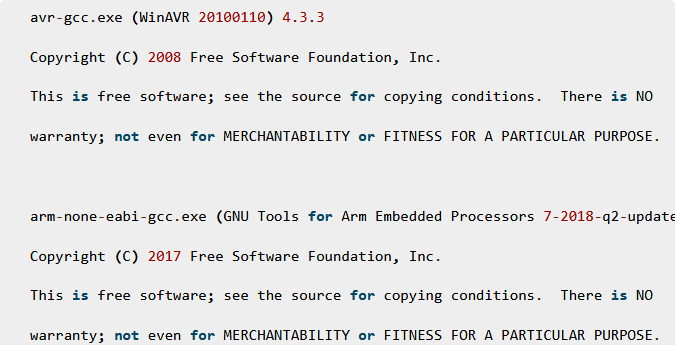 avr-gcc.exe (WinAVR 20100110) 4.3.3
Copyright (C) 2008 Free Software Foundation, Inc.
This is free software; see the source for copying conditions.  There is NO
warranty; not even for MERCHANTABILITY or FITNESS FOR A PARTICULAR PURPOSE.
arm-none-eabi-gcc.exe (GNU Tools for Arm Embedded Processors 7-2018-q2-update
Copyright (C) 2017 Free Software Foundation, Inc.
This is free software; see the source for copying conditions.  There is NO
warranty; not even for MERCHANTABILITY or FITNESS FOR A PARTICULAR PURPOSE.